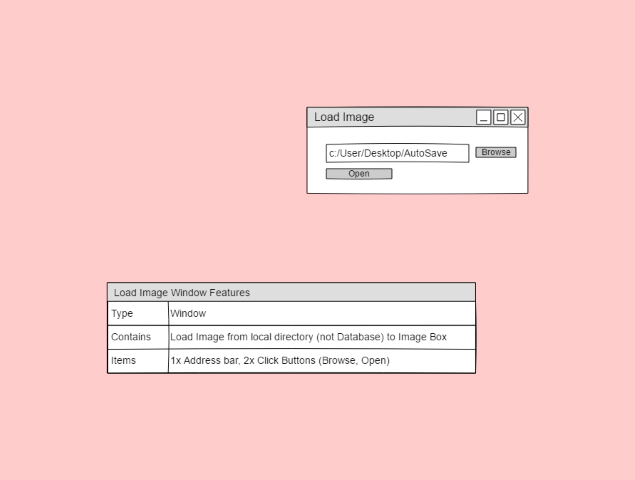 Load Image
c:/User/Desktop/AutoSave Browse
Open
Load Image Window Features
Type Window
Contains Load Image from local directory (not Database) to Image Box
Items 1x Address bar, 2x Click Buttons (Browse, Open)